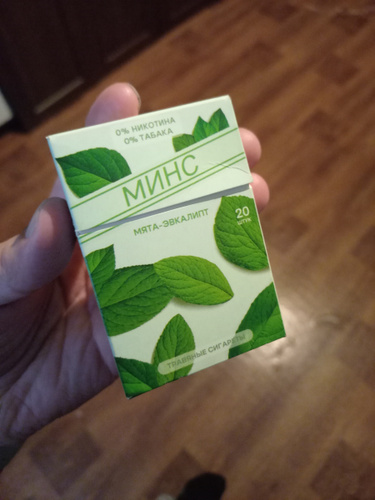 0% НИКОТИНА
0% ТАБАКА
МИНС
МЯТА-ЭВКАЛИПТ
20
ШТУК
ТРАВЯНЫЕ СИГАРЕТЫ